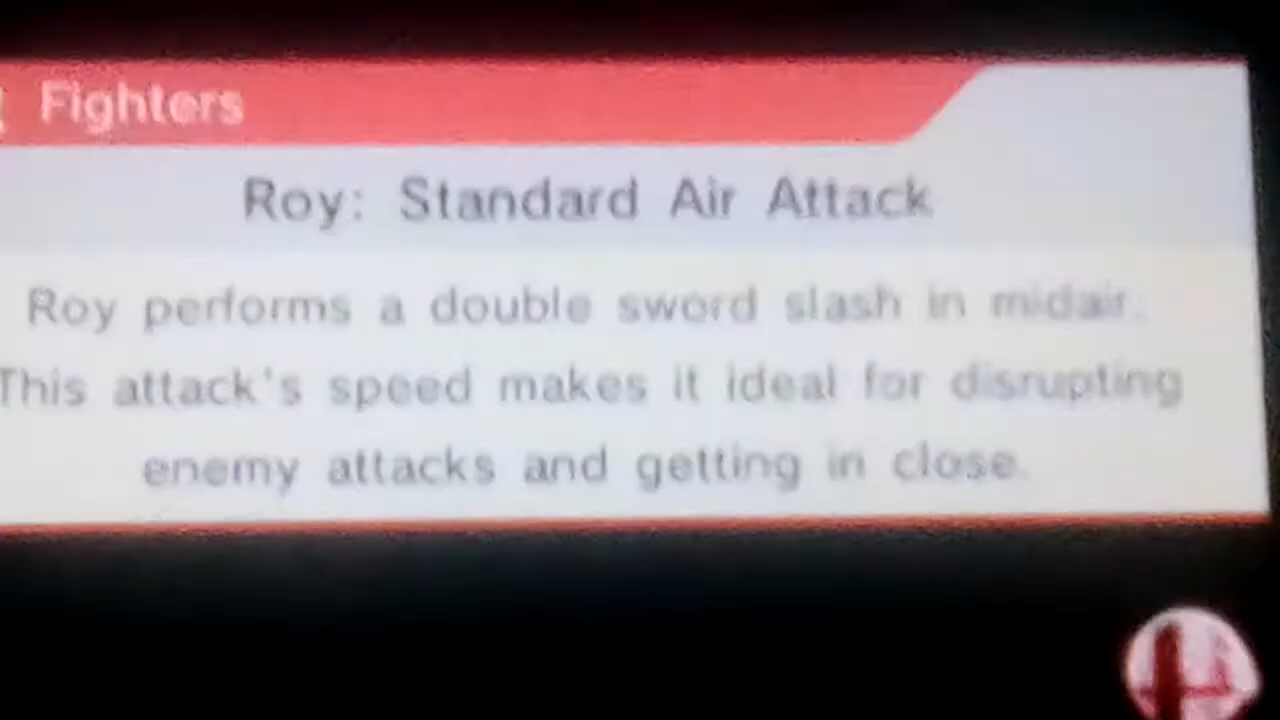 Fighters
Roy: Standard Air Attack
Roy performs a double sword slash in midair.
This attack's speed makes it ideal for disrupting
enemy attacks and getting in close.